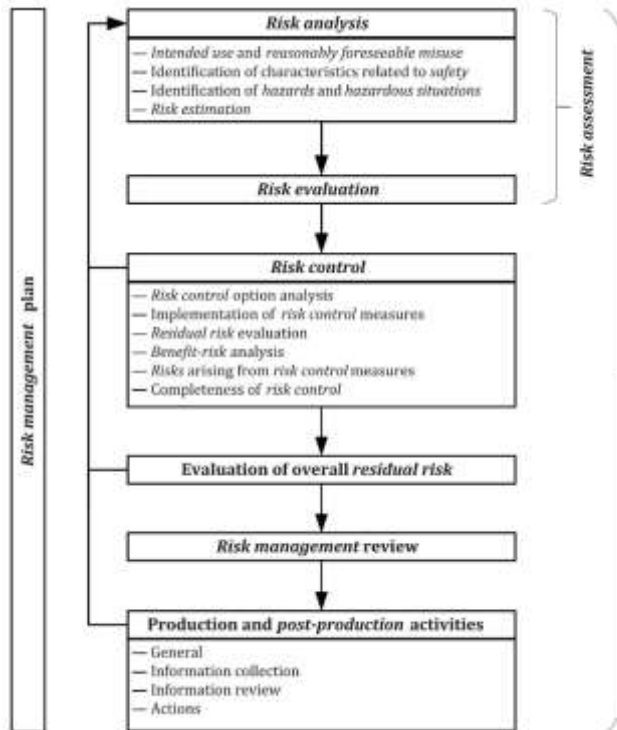 Risk analysis
— Intended use and reasonably foreseeable misuse
— Identification of characteristics related to safety
— Identification of hazards and hazardous situations
— Risk estimation
Risk assessment
Risk evaluation
Risk control
— Risk control option analysis
— Implementation of risk control measures
— Residual risk evaluation
— Benefit-risk analysis
— Risks arising from risk control measures
— Completeness of risk control
Risk management plan
Evaluation of overall residual risk
Risk management review
Production and post-production activities
— General
— Information collection
— Information review
— Actions